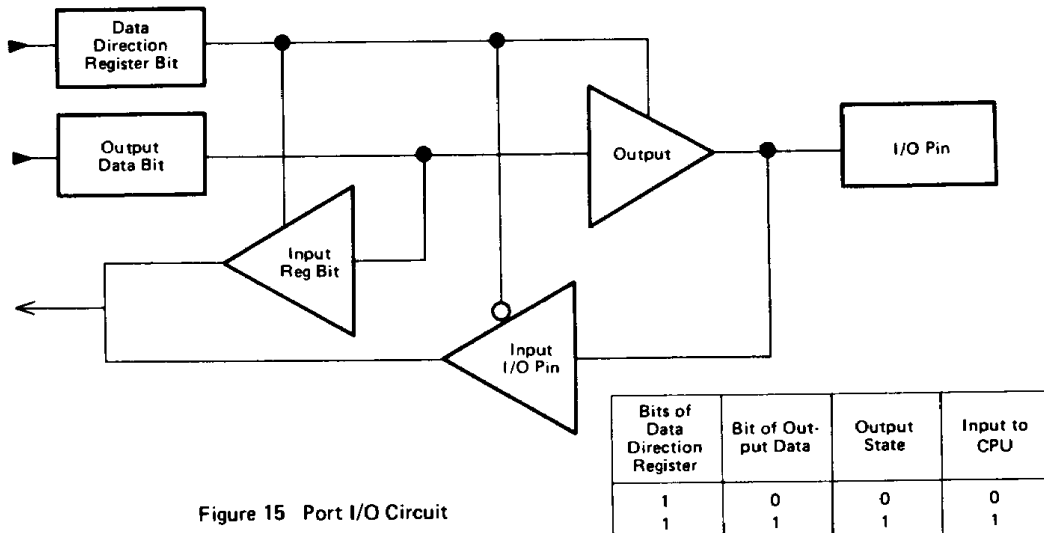 Data
Direction
Register Bit
Output
Data Bit
Output
I/O Pin
Input
Reg Bit
Input
I/O Pin
Bits of
Data
Direction
Register
Bit of Out-
put Data
Output
State
Input to
CPU
1 0 0 0
1 1 1 1
Figure 15 Port I/O Circuit